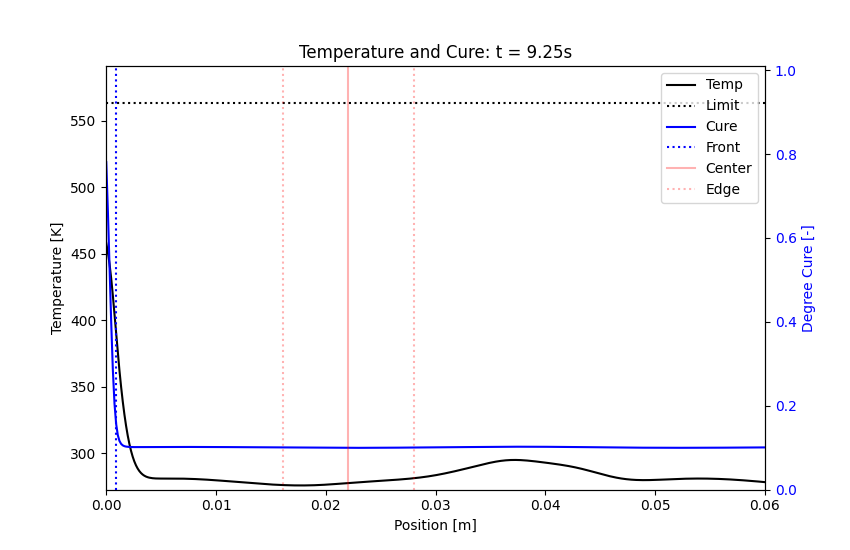 Temperature and Cure: t = 9.25s
Temperature [K]
550
500
450
400
350
300
0.00
0.01
0.02
0.03
0.04
0.05
0.06
Position [m]
1.0
0.8
0.6
0.4
0.2
0.0
Degree Cure [-]
Temp
Limit
Cure
Front
Center
Edge